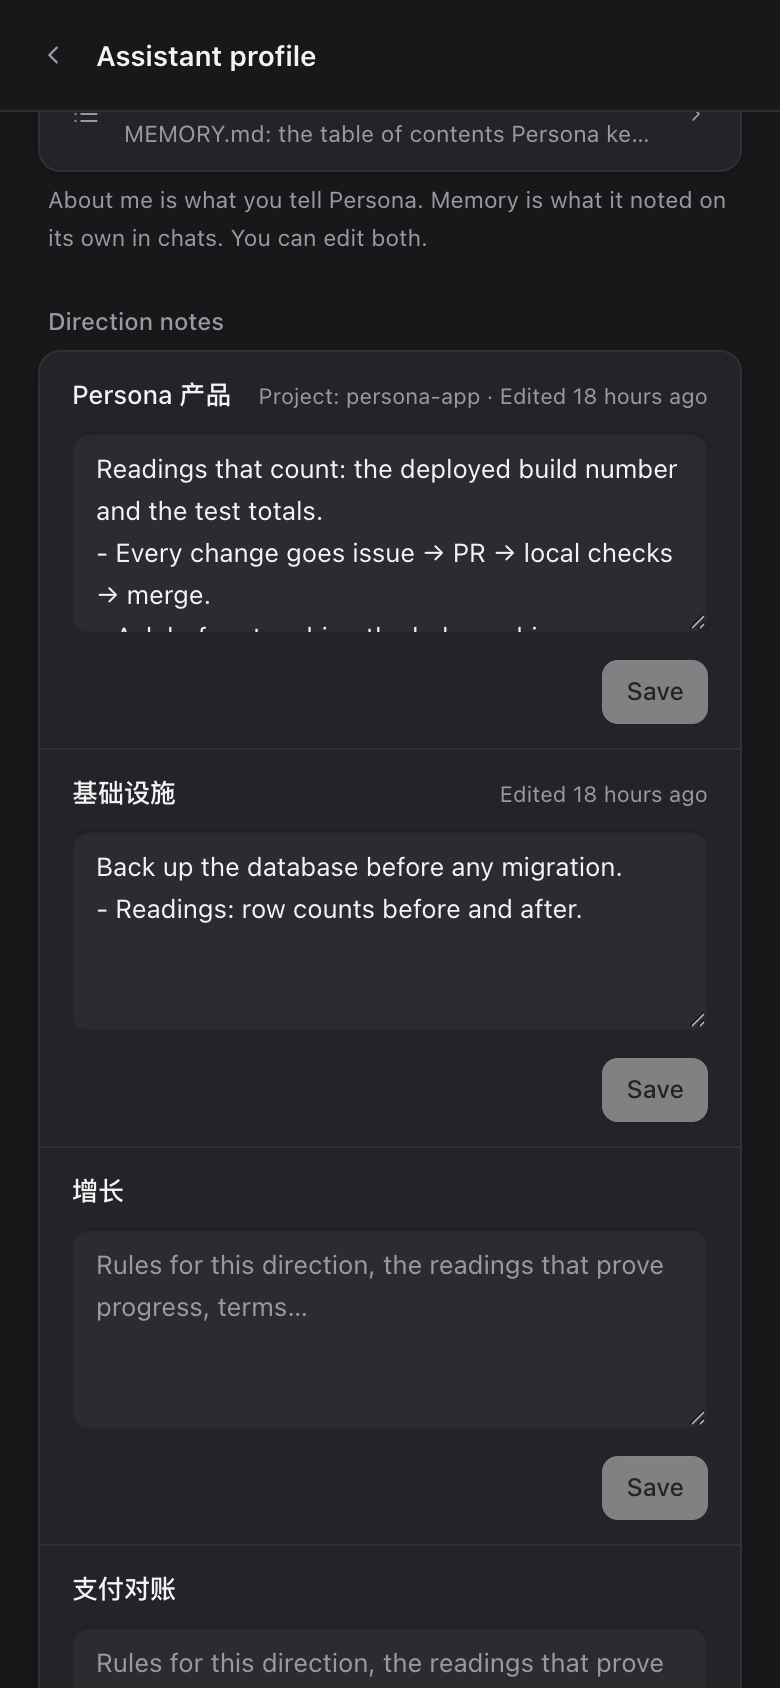 Assistant profile
MEMORY.md: the table of contents Persona ke...
About me is what you tell Persona. Memory is what it noted on
its own in chats. You can edit both.
Direction notes
Persona 产品 Project: persona-app · Edited 18 hours ago
Readings that count: the deployed build number
and the test totals.
- Every change goes issue → PR → local checks
→ merge.
Save
基础设施 Edited 18 hours ago
Back up the database before any migration.
- Readings: row counts before and after.
Save
增长
Rules for this direction, the readings that prove
progress, terms...
Save
支付对账
Rules for this direction, the readings that prove